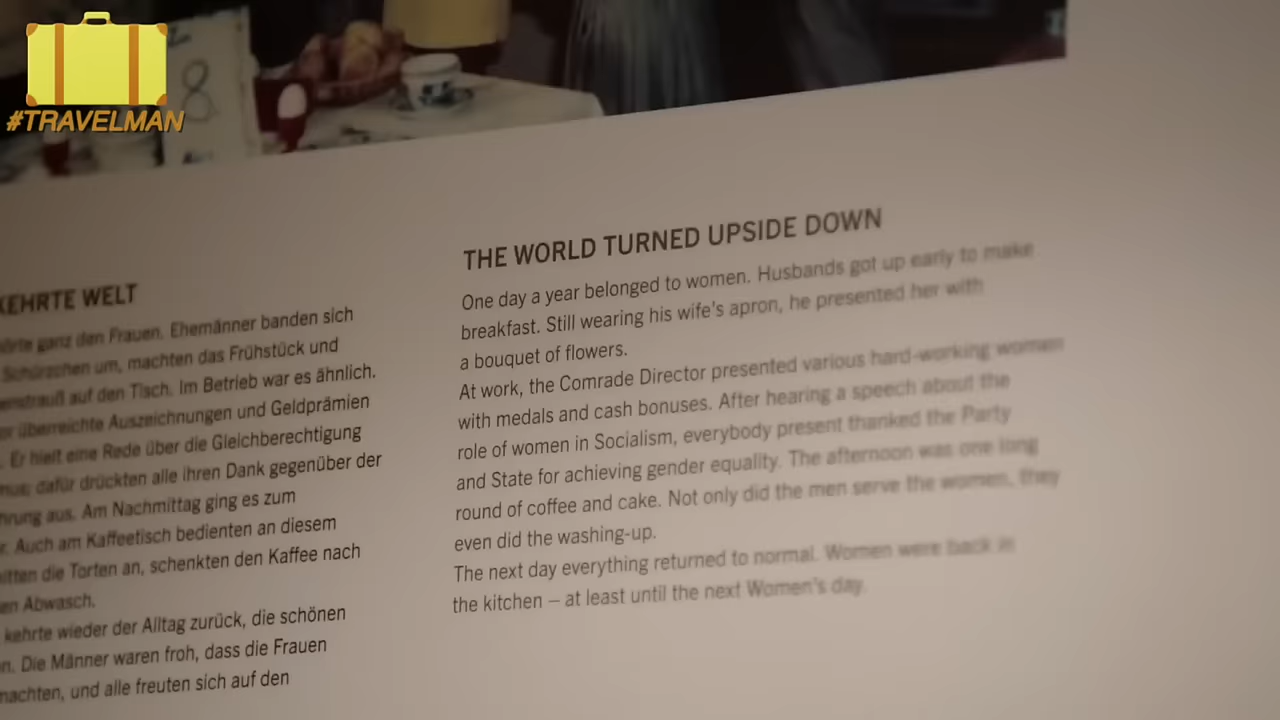 #TRAVELMAN
8
KEHRTE WELT
ganz den Frauen. Ehemänner banden sich
Schürzchen um, machten das Frühstück und
auf den Tisch. Im Betrieb war es ähnlich.
überreichte Auszeichnungen und Geldprämien
. Er hielt eine Rede über die Gleichberechtigung
dafür drückten alle ihren Dank gegenüber der
hrung aus. Am Nachmittag ging es zum
. Auch am Kaffeetisch bedienten an diesem
die Torten an, schenkten den Kaffee nach
en Abwasch.
kehrte wieder der Alltag zurück, die schönen
n. Die Männer waren froh, dass die Frauen
machten, und alle freuten sich auf den
THE WORLD TURNED UPSIDE DOWN
One day a year belonged to women. Husbands got up early to make
breakfast. Still wearing his wife's apron, he presented her with
a bouquet of flowers.
At work, the Comrade Director presented various hard-working women
with medals and cash bonuses. After hearing a speech about the
role of women in Socialism, everybody present thanked the Party
and State for achieving gender equality. The afternoon was one long
round of coffee and cake. Not only did the men serve the women, they
even did the washing-up.
The next day everything returned to normal. Women were back in
the kitchen – at least until the next Women's day.